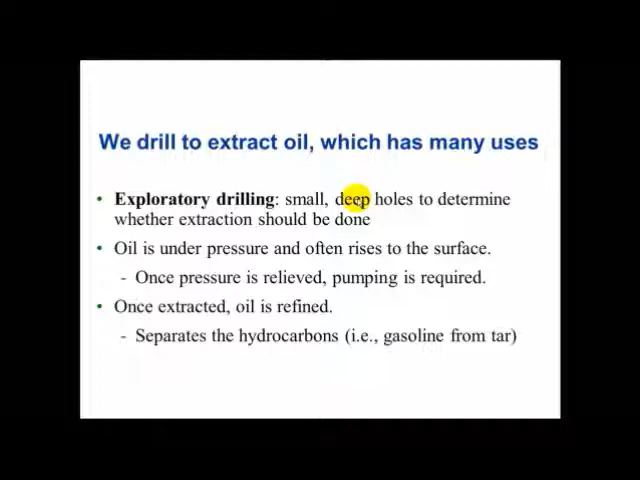 We drill to extract oil, which has many uses
• Exploratory drilling: small, deep holes to determine
whether extraction should be done
• Oil is under pressure and often rises to the surface.
- Once pressure is relieved, pumping is required.
• Once extracted, oil is refined.
- Separates the hydrocarbons (i.e., gasoline from tar)